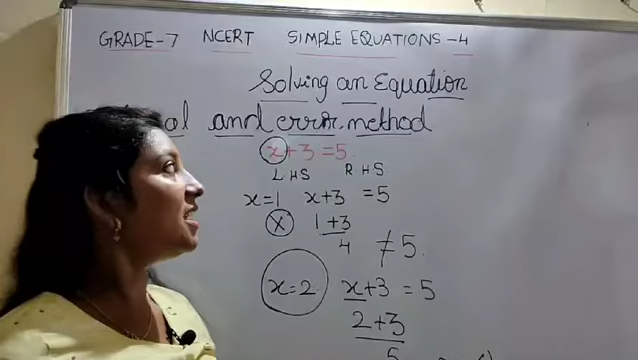 GRADE-7 NCERT SIMPLE EQUATIONS -4
Solving an Equation
and error method
x+3 =5.
LHS RHS
x=1 x+3 =5
X 1+3
4 ≠ 5.
x=2 x+3 = 5
2+3
5